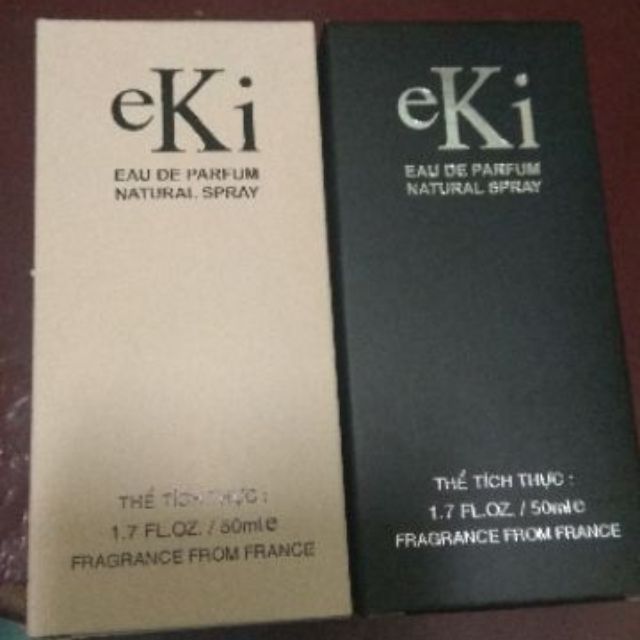 eKi
EAU DE PARFUM
NATURAL SPRAY
THỂ TÍCH THỰC :
1.7 FL.OZ. / 50ml e
FRAGRANCE FROM FRANCE
eKi
EAU DE PARFUM
NATURAL SPRAY
THỂ TÍCH THỰC :
1.7 FL.OZ. / 50ml e
FRAGRANCE FROM FRANCE